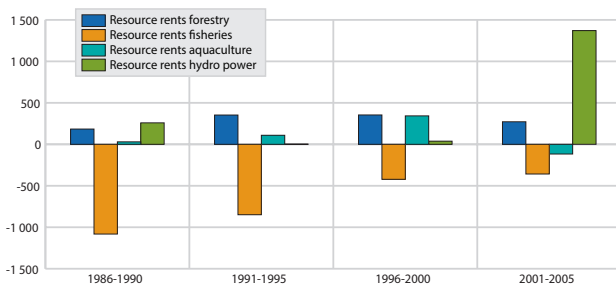 1 500
1 000
500
0
-500
-1 000
-1 500
Resource rents forestry
Resource rents fisheries
Resource rents aquaculture
Resource rents hydro power
1986-1990
1991-1995
1996-2000
2001-2005